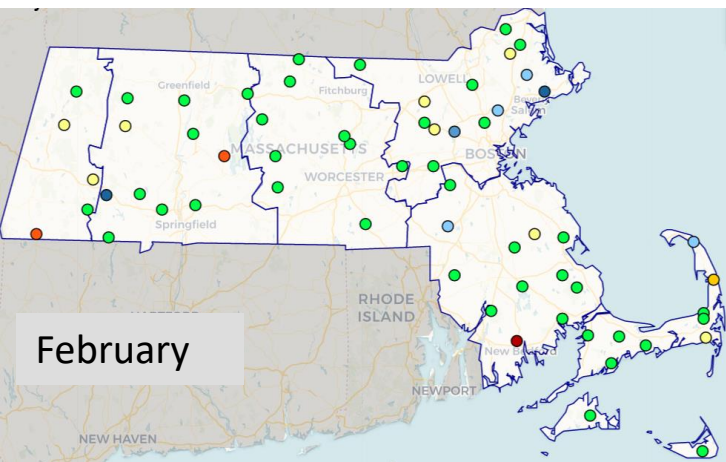 LOWELL
Greenfield
Fitchburg
MASSACHUSETTS
BOSTON
WORCESTER
Springfield
RHODE
ISLAND
February
New Bedford
NEWPORT
NEW HAVEN